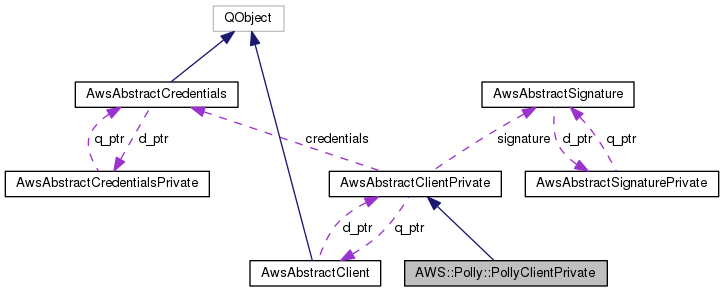 QObject
AwsAbstractCredentials
AwsAbstractSignature
q_ptr
d_ptr
credentials
signature
d_ptr
q_ptr
AwsAbstractCredentialsPrivate
AwsAbstractClientPrivate
AwsAbstractSignaturePrivate
d_ptr
q_ptr
AwsAbstractClient
AWS::Polly::PollyClientPrivate